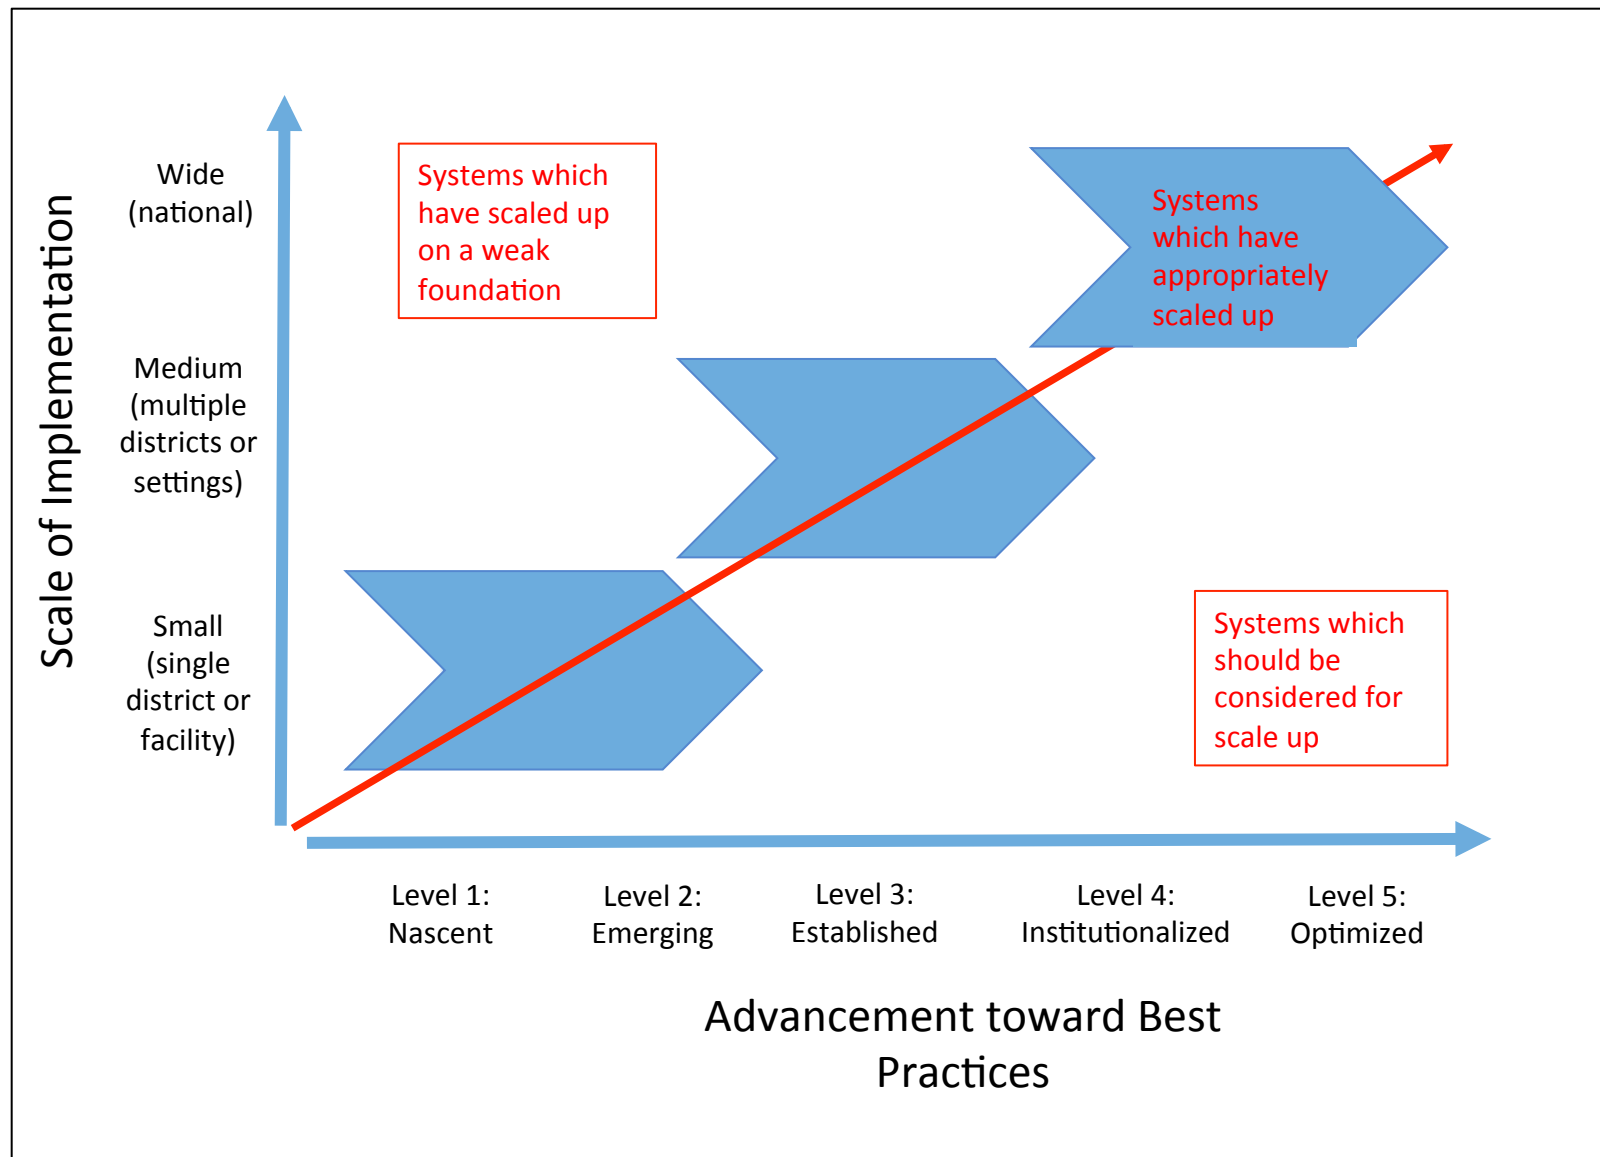 Scale of Implementation
Wide
(national)
Medium
(multiple
districts or
settings)
Small
(single
district or
facility)
Systems which
have scaled up
on a weak
foundation
Systems
which have
appropriately
scaled up
Systems which
should be
considered for
scale up
Level 1:
Nascent
Level 2:
Emerging
Level 3:
Established
Level 4:
Institutionalized
Level 5:
Optimized
Advancement toward Best
Practices